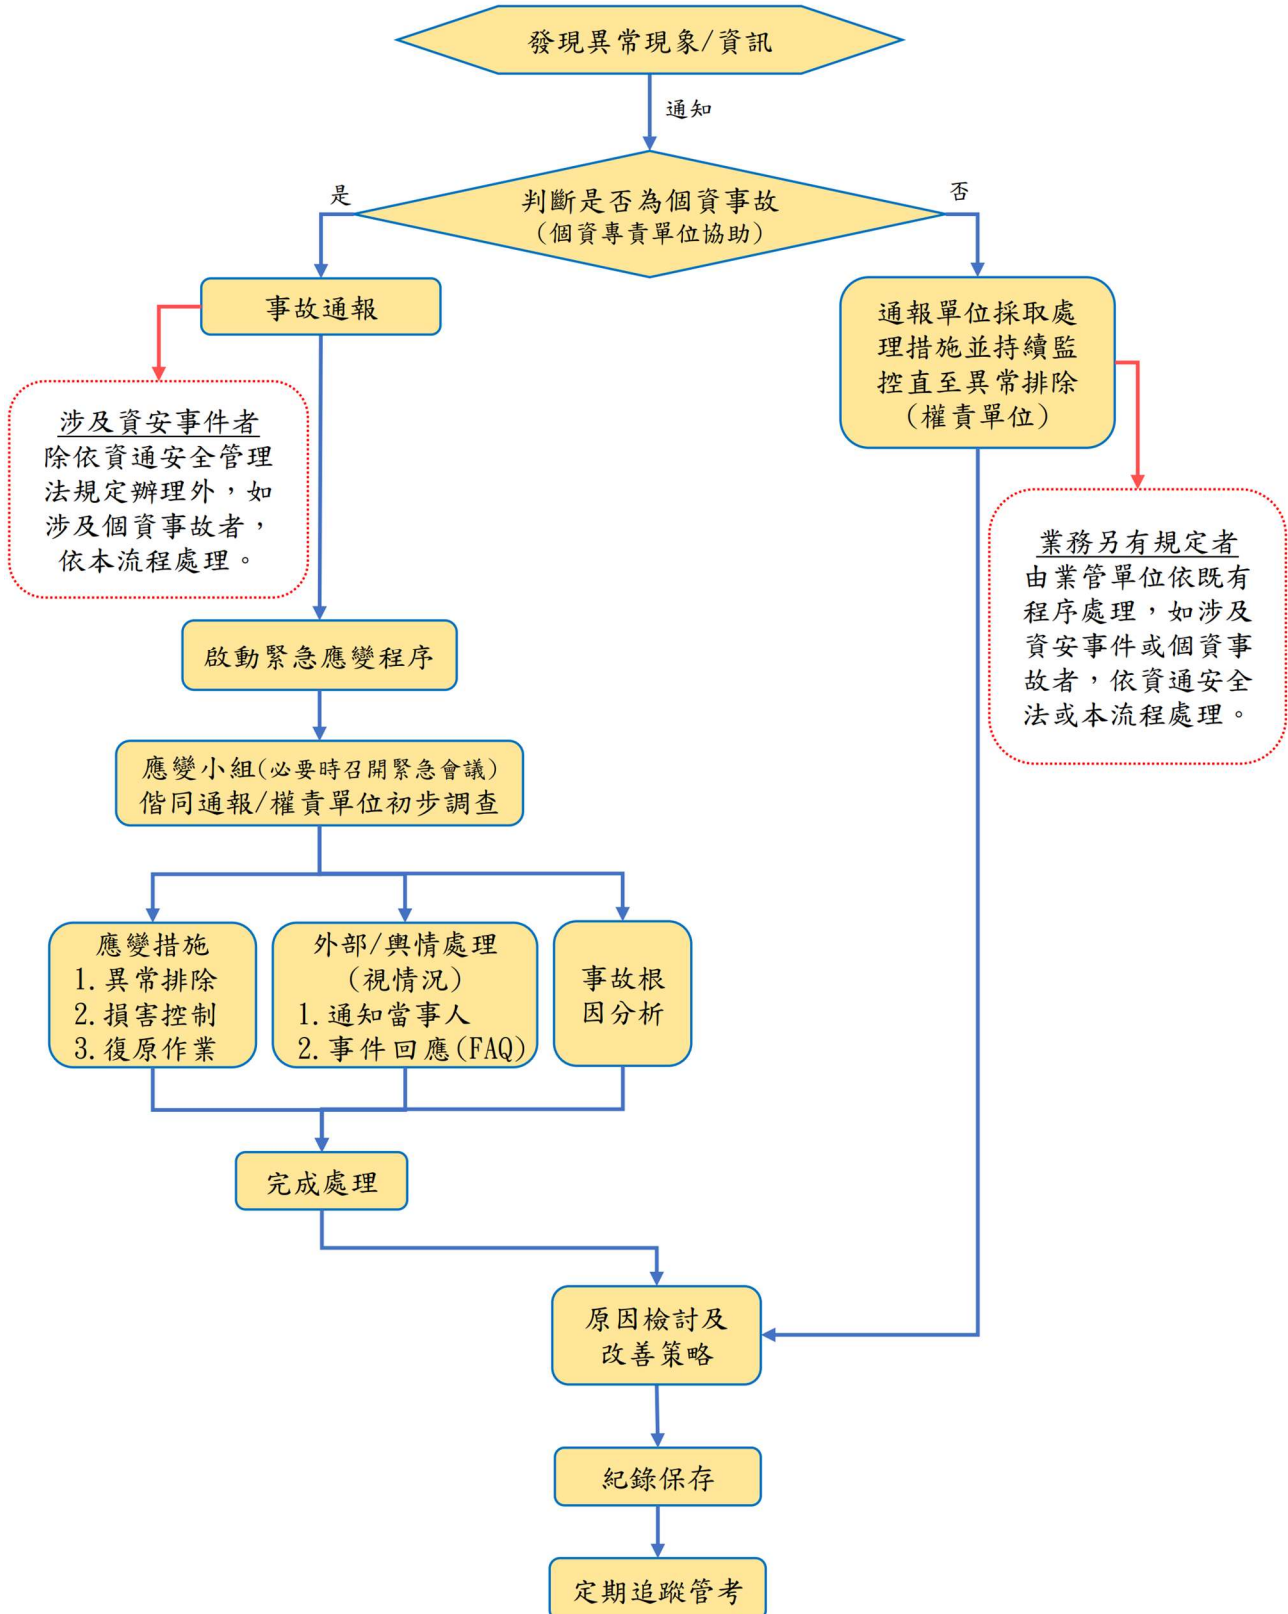 發現異常現象/資訊
通知
判斷是否為個資事故
(個資專責單位協助)
是
否
事故通報
通報單位採取處
理措施並持續監
控直至異常排除
(權責單位)
涉及資安事件者
除依資通安全管理
法規定辦理外，如
涉及個資事故者，
依本流程處理。
業務另有規定者
由業管單位依既有
程序處理，如涉及
資安事件或個資事
故者，依資通安全
法或本流程處理。
啟動緊急應變程序
應變小組(必要時召開緊急會議)
偕同通報/權責單位初步調查
應變措施
1.異常排除
2.損害控制
3.復原作業
外部/輿情處理
(視情況)
1.通知當事人
2.事件回應(FAQ)
事故根
因分析
完成處理
原因檢討及
改善策略
紀錄保存
定期追蹤管考